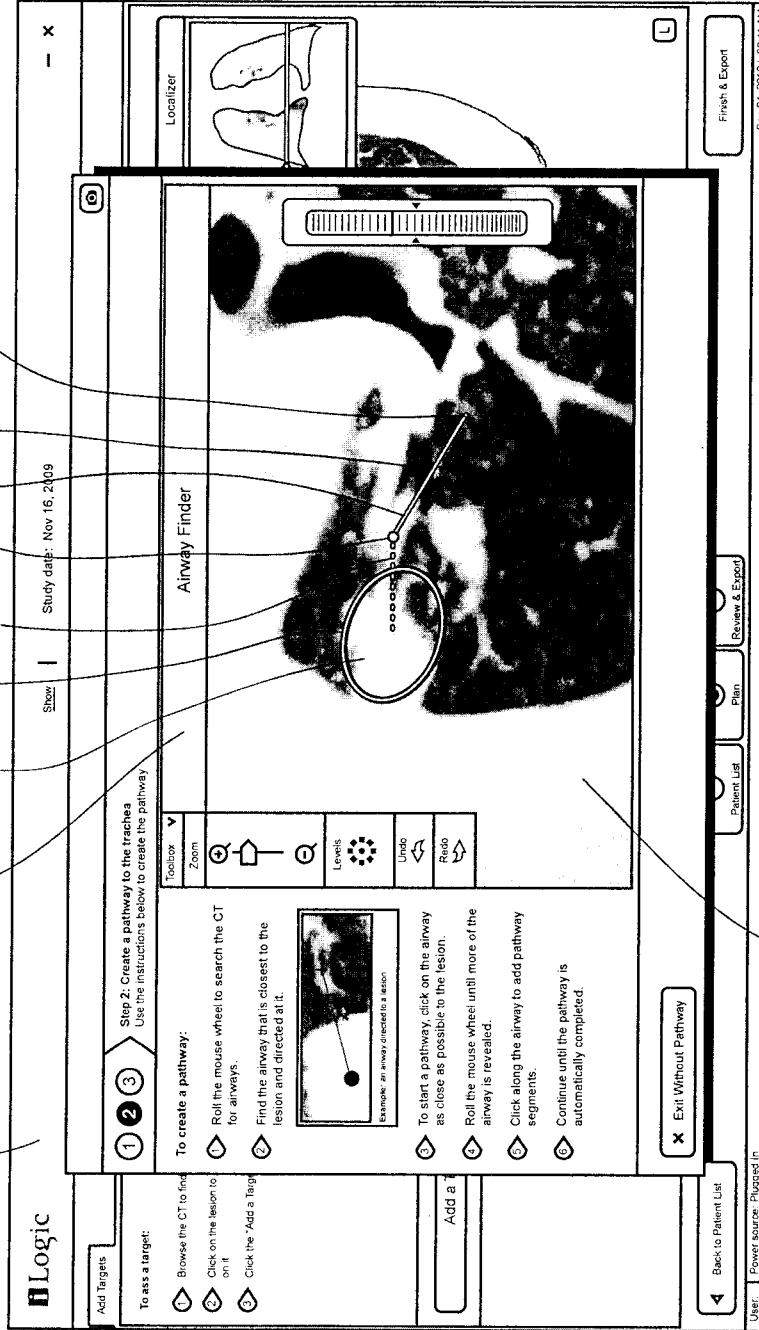 iLogic
Show
Study date: Nov 16, 2009
Add Targets
To ass a target:
1 Browse the CT to find
2 Click on the lesion to
on it
3 Click the "Add a Targ
Add a T
1 2 3
Step 2: Create a pathway to the trachea
Use the instructions below to create the pathway
To create a pathway:
1 Roll the mouse wheel to search the CT
for airways.
2 Find the airway that is closest to the
lesion and directed at it.
Example: an airway directed to a lesion
3 To start a pathway, click on the airway
as close as possible to the lesion.
4 Roll the mouse wheel until more of the
airway is revealed.
5 Click along the airway to add pathway
segments.
6 Continue until the pathway is
automatically completed.
Toolbox
Zoom
Levels
Undo
Redo
Airway Finder
Localizer
L
X Exit Without Pathway
Back to Patient List
Patient List
Plan
Review & Export
Finish & Export
User:
Power source: Plugged in